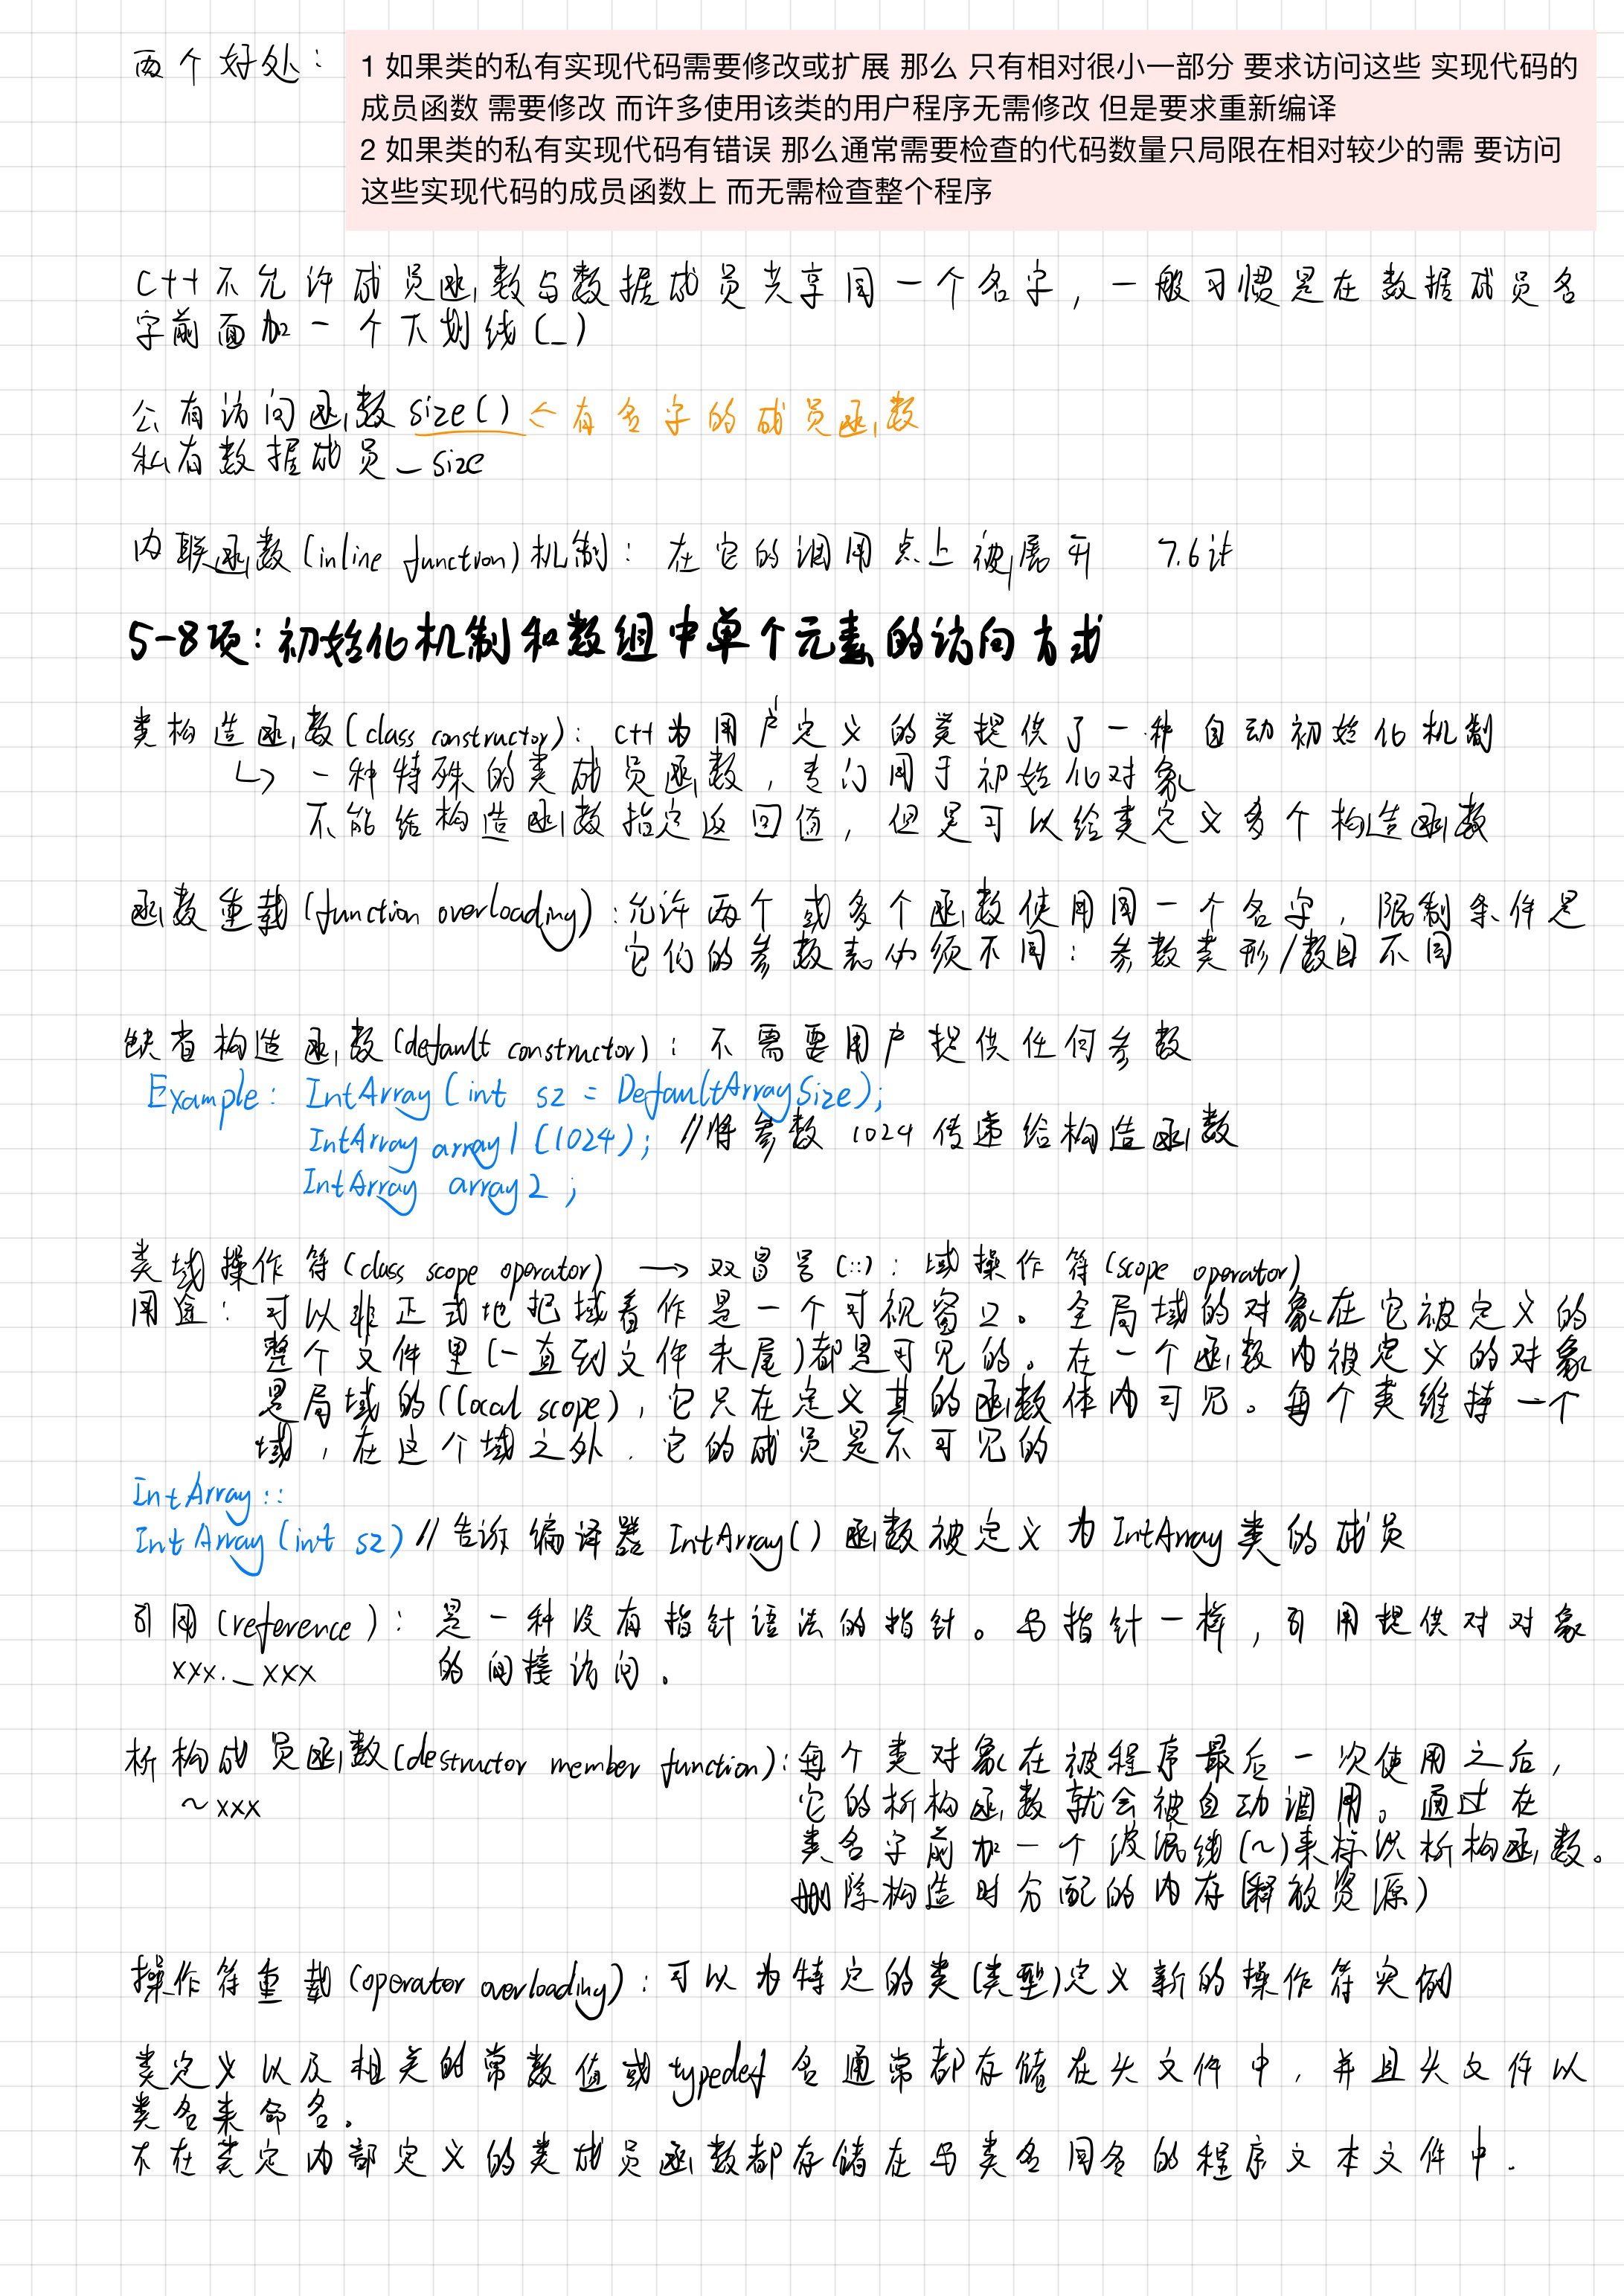 两个好处：
1 如果类的私有实现代码需要修改或扩展 那么 只有相对很小一部分 要求访问这些 实现代码的
成员函数 需要修改 而许多使用该类的用户程序无需修改 但是要求重新编译
2 如果类的私有实现代码有错误 那么通常需要检查的代码数量只局限在相对较少的需 要访问
这些实现代码的成员函数上 而无需检查整个程序
C++不允许成员函数与数据成员共享同一个名字，一般习惯是在数据成员名
字前面加一个下划线(_)
公有访问函数 size() <有名字的成员函数
私有数据成员 _size
内联函数(inline function)机制：在它的调用点上被展开 7.6讲
5-8项：初始化机制和数组中单个元素的访问方式
类构造函数(class constructor)：C++为用户定义的类提供了一种自动初始化机制
↳ 一种特殊的类成员函数，专门用于初始化对象
不能给构造函数指定返回值，但是可以给类定义多个构造函数
函数重载(function overloading)：允许两个或多个函数使用同一个名字，限制条件是
它们的参数表必须不同：参数类形/数目不同
缺省构造函数(default constructor)：不需要用户提供任何参数
Example: IntArray(int sz = DefaultArraySize);
IntArray array1(1024); //将参数1024传递给构造函数
IntArray array2;
类域操作符(class scope operator) → 双冒号(::)：域操作符(scope operator)
用途：可以非正式地把域看作是一个可视窗口。全局域的对象在它被定义的
整个文件里(一直到文件末尾)都是可见的。在一个函数内被定义的对象
是局域的(local scope)，它只在定义其的函数体内可见。每个类维持一个
域，在这个域之外，它的成员是不可见的
IntArray::
IntArray(int sz) //告诉编译器IntArray()函数被定义为IntArray类的成员
引用(reference)：是一种没有指针语法的指针。与指针一样，引用提供对对象
xxx._xxx 的间接访问。
析构成员函数(destructor member function)：每个类对象在被程序最后一次使用之后，
~xxx 它的析构函数就会被自动调用。通过在
类名字前加一个波浪线(~)来标识析构函数。
删除构造时分配的内存(释放资源)
操作符重载(operator overloading)：可以为特定的类(类型)定义新的操作符实例
类定义以及相关的常数值或typedef名通常都存储在头文件中，并且头文件以
类名来命名。
不在类定内部定义的类成员函数都存储在与类名同名的程序文本文件中.